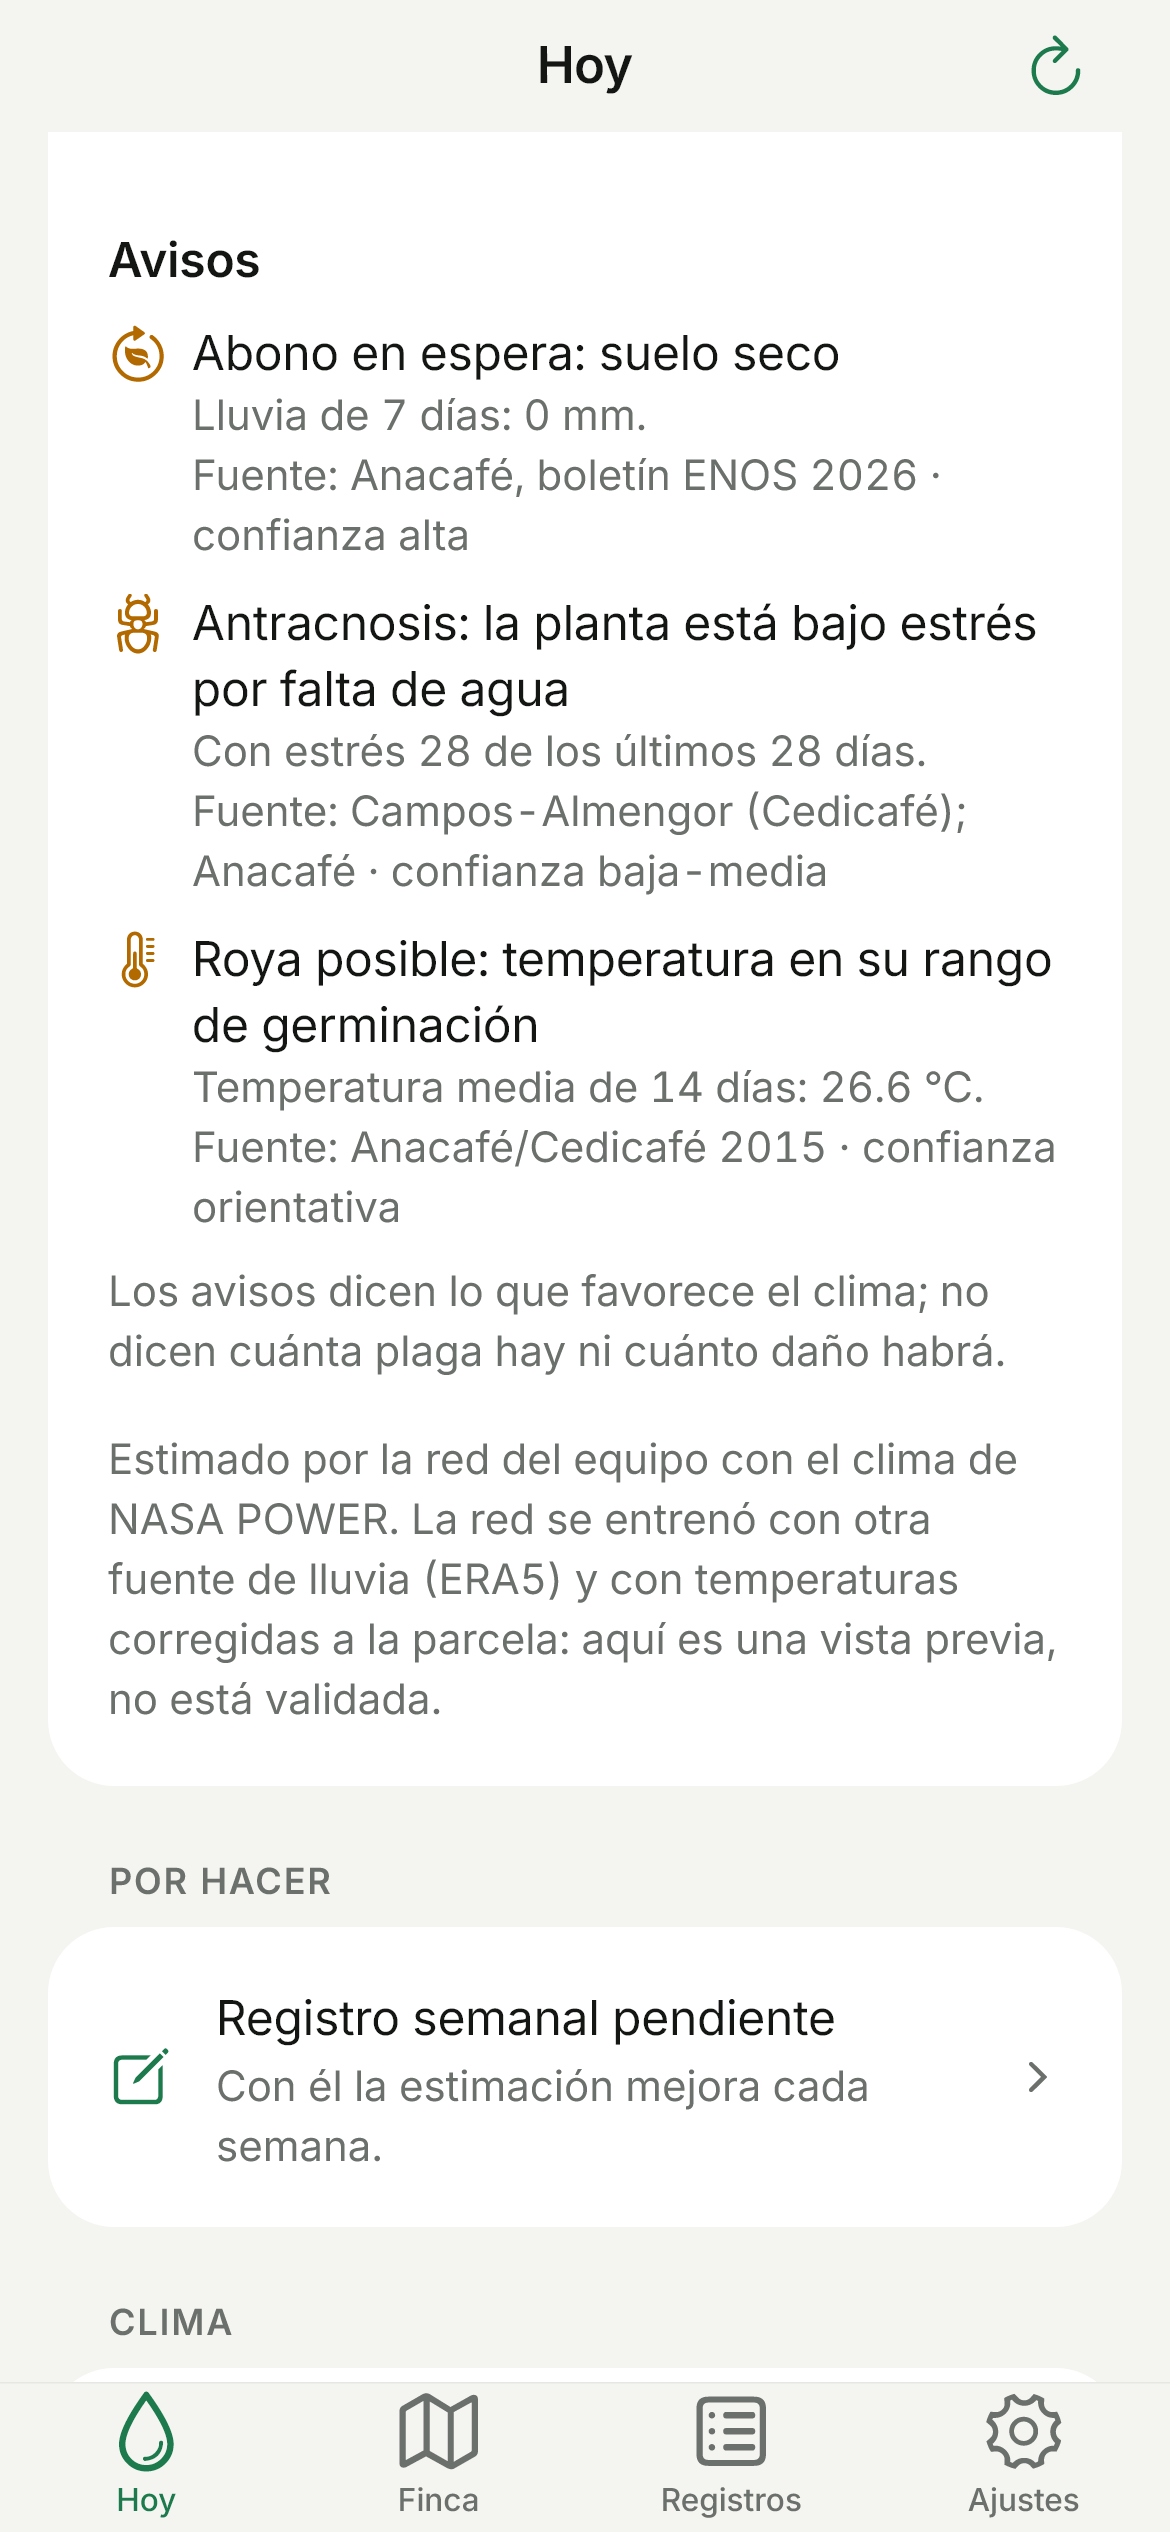 Hoy
Avisos
Abono en espera: suelo seco
Lluvia de 7 días: 0 mm.
Fuente: Anacafé, boletín ENOS 2026 ·
confianza alta
Antracnosis: la planta está bajo estrés
por falta de agua
Con estrés 28 de los últimos 28 días.
Fuente: Campos-Almengor (Cedicafé);
Anacafé · confianza baja-media
Roya posible: temperatura en su rango
de germinación
Temperatura media de 14 días: 26.6 °C.
Fuente: Anacafé/Cedicafé 2015 · confianza
orientativa
Los avisos dicen lo que favorece el clima; no
dicen cuánta plaga hay ni cuánto daño habrá.
Estimado por la red del equipo con el clima de
NASA POWER. La red se entrenó con otra
fuente de lluvia (ERA5) y con temperaturas
corregidas a la parcela: aquí es una vista previa,
no está validada.
POR HACER
Registro semanal pendiente
Con él la estimación mejora cada
semana.
CLIMA
Hoy
Finca
Registros
Ajustes